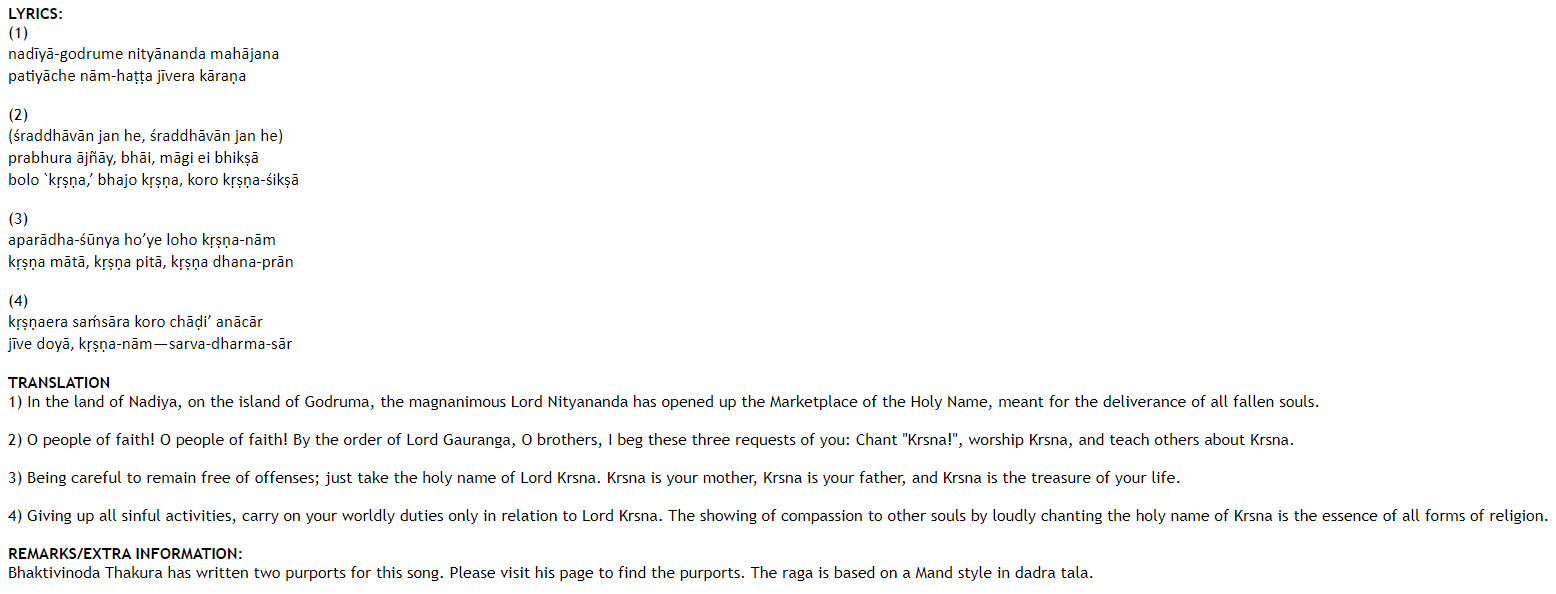 LYRICS:
(1)
nadīyā-godrume nityānanda mahājana
patiyāche nām-haṭṭa jīvera kāraṇa
(2)
(śraddhāvān jan he, śraddhāvān jan he)
prabhura ājñāy, bhāi, māgi ei bhikṣā
bolo `kṛṣṇa,’ bhajo kṛṣṇa, koro kṛṣṇa-śikṣā
(3)
aparādha-śūnya ho’ye loho kṛṣṇa-nām
kṛṣṇa mātā, kṛṣṇa pitā, kṛṣṇa dhana-prān
(4)
kṛṣṇaera saḿsāra koro chāḍi’ anācār
jīve doyā, kṛṣṇa-nām—sarva-dharma-sār
TRANSLATION
1) In the land of Nadiya, on the island of Godruma, the magnanimous Lord Nityananda has opened up the Marketplace of the Holy Name, meant for the deliverance of all fallen souls.
2) O people of faith! O people of faith! By the order of Lord Gauranga, O brothers, I beg these three requests of you: Chant "Krsna!", worship Krsna, and teach others about Krsna.
3) Being careful to remain free of offenses; just take the holy name of Lord Krsna. Krsna is your mother, Krsna is your father, and Krsna is the treasure of your life.
4) Giving up all sinful activities, carry on your worldly duties only in relation to Lord Krsna. The showing of compassion to other souls by loudly chanting the holy name of Krsna is the essence of all forms of religion.
REMARKS/EXTRA INFORMATION:
Bhaktivinoda Thakura has written two purports for this song. Please visit his page to find the purports. The raga is based on a Mand style in dadra tala.